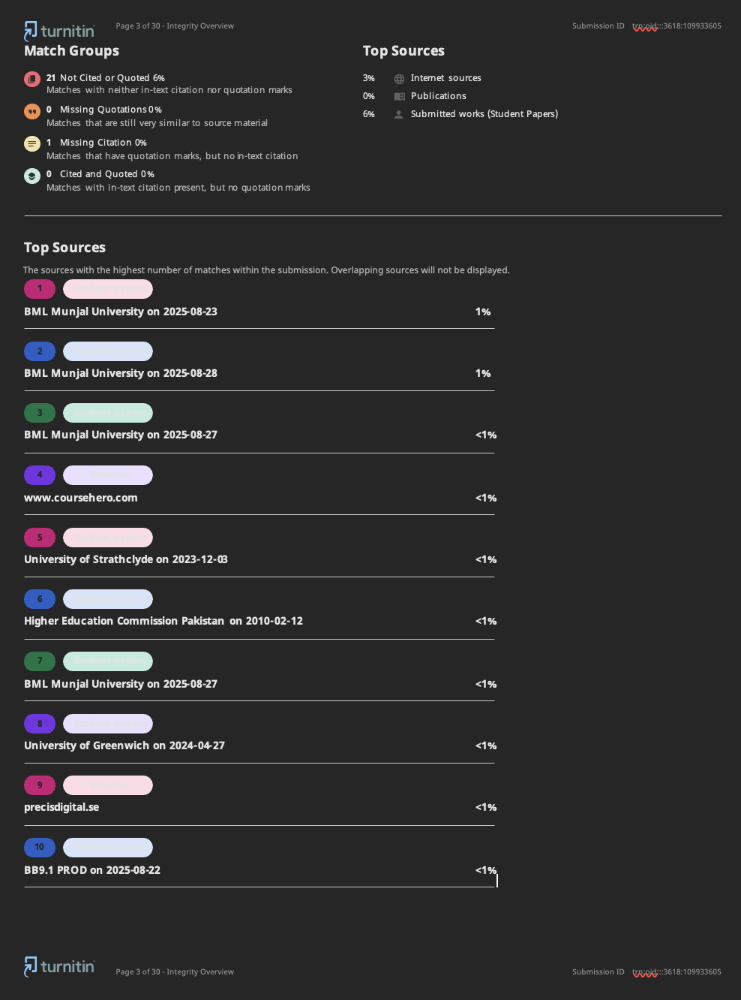 turnitin
Page 3 of 30 - Integrity Overview
Submission ID trn:oid:::3618:109933605
Match Groups
21 Not Cited or Quoted 6%
Matches with neither in-text citation nor quotation marks
0 Missing Quotations 0%
Matches that are still very similar to source material
1 Missing Citation 0%
Matches that have quotation marks, but no in-text citation
0 Cited and Quoted 0%
Matches with in-text citation present, but no quotation marks
Top Sources
3% Internet sources
0% Publications
6% Submitted works (Student Papers)
Top Sources
The sources with the highest number of matches within the submission. Overlapping sources will not be displayed.
1 Student papers
BML Munjal University on 2025-08-23 1%
2
BML Munjal University on 2025-08-28 1%
3 Student papers
BML Munjal University on 2025-08-27 <1%
4 Internet
www.coursehero.com <1%
5 Student papers
University of Strathclyde on 2023-12-03 <1%
6
Higher Education Commission Pakistan on 2010-02-12 <1%
7 Student papers
BML Munjal University on 2025-08-27 <1%
8 Student papers
University of Greenwich on 2024-04-27 <1%
9 Internet
precisdigital.se <1%
10
BB9.1 PROD on 2025-08-22 <1%
turnitin
Page 3 of 30 - Integrity Overview
Submission ID trn:oid:::3618:109933605